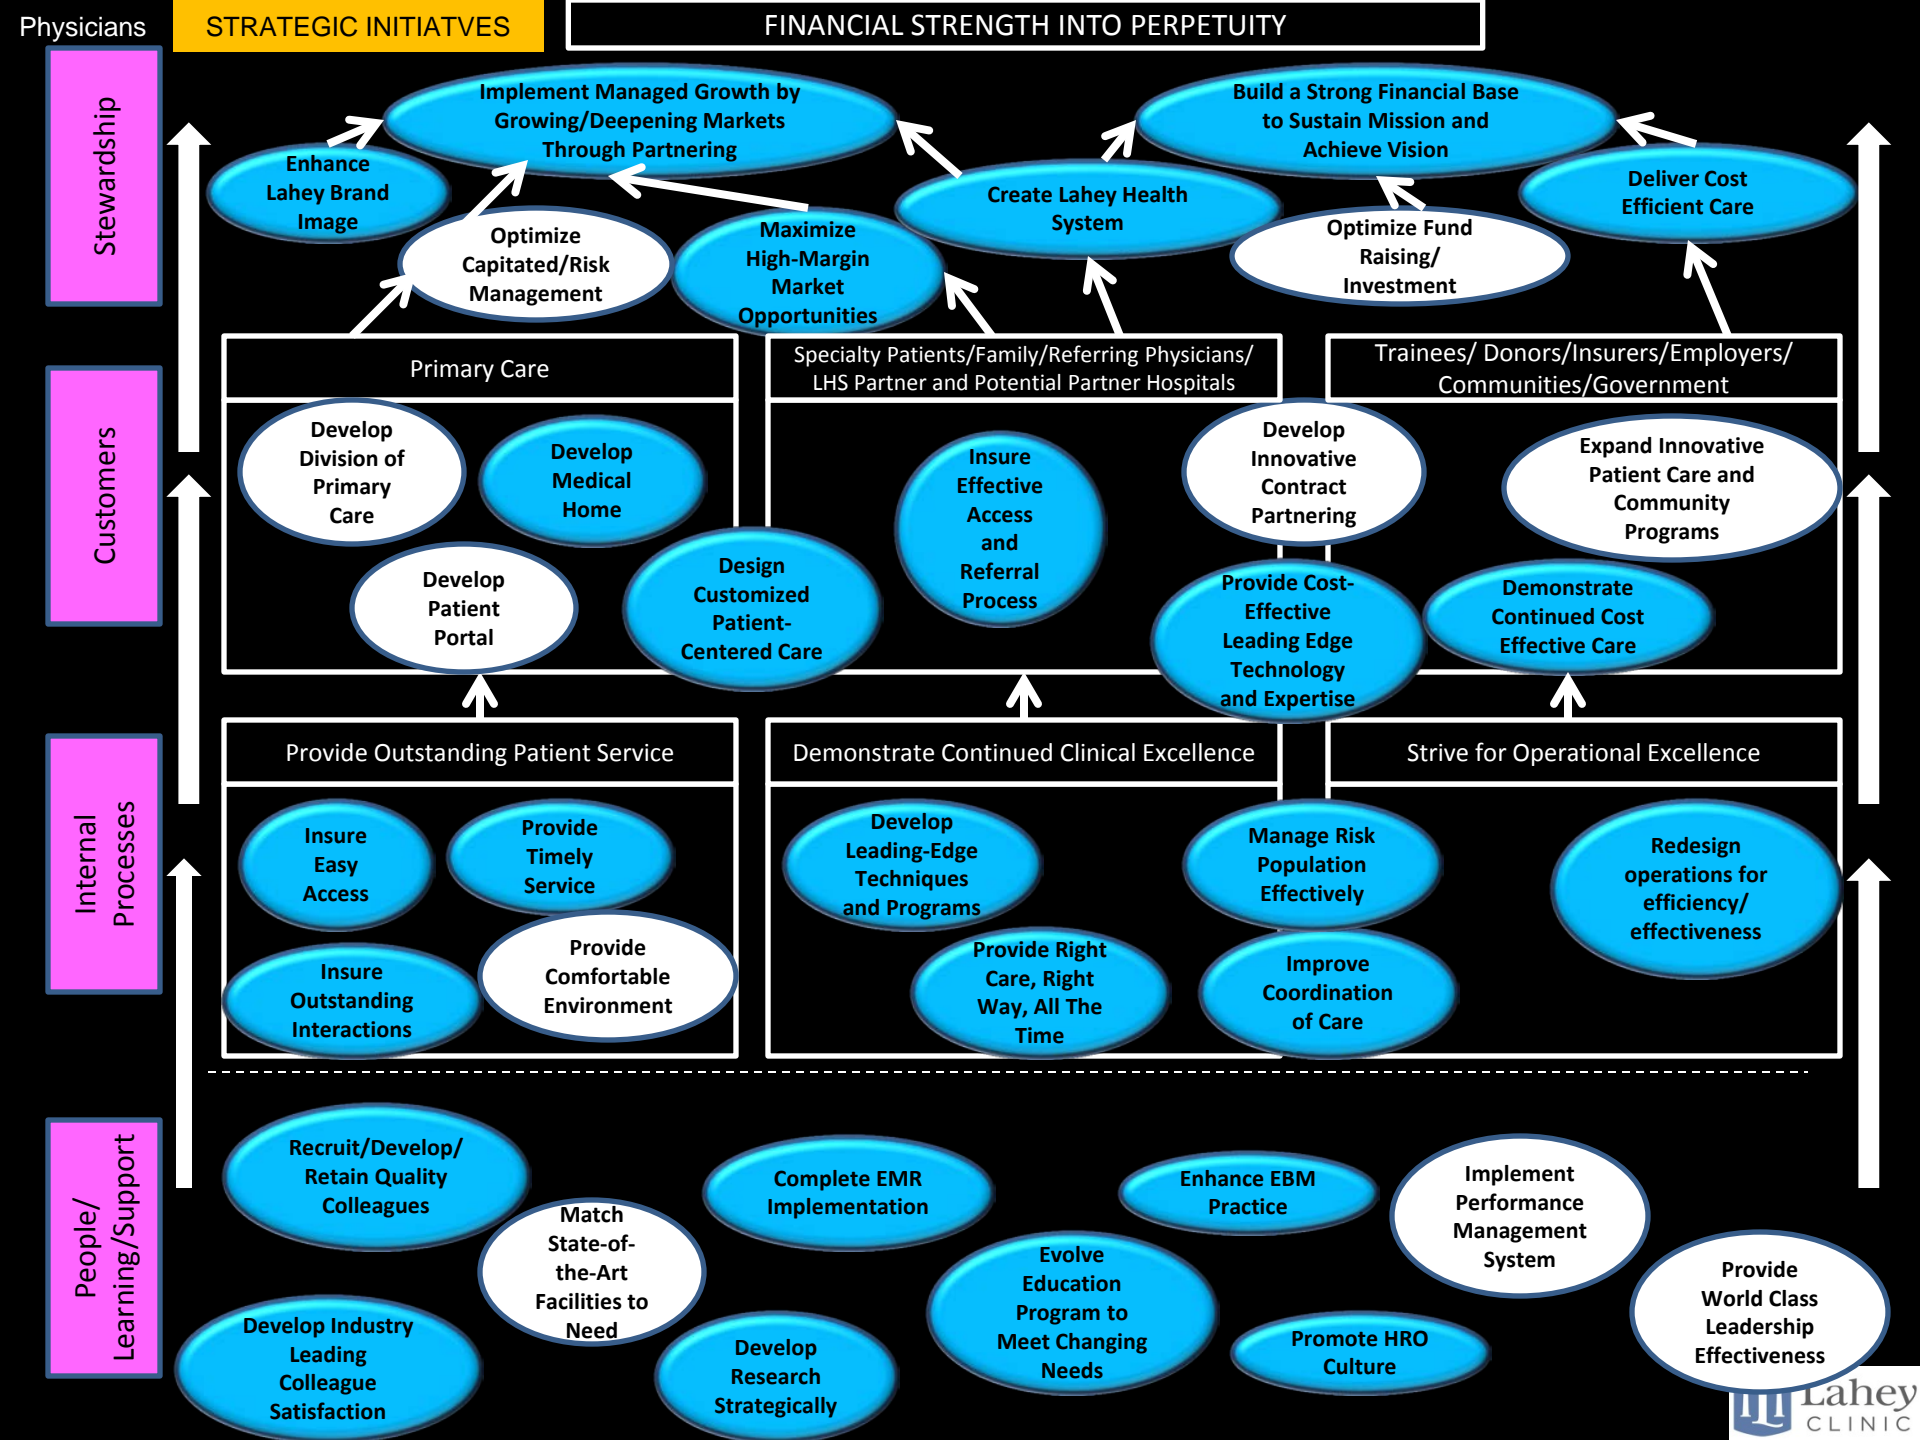 Physicians
STRATEGIC INITIATVES
FINANCIAL STRENGTH INTO PERPETUITY
Stewardship
Implement Managed Growth by
Growing/Deepening Markets
Through Partnering
Build a Strong Financial Base
to Sustain Mission and
Achieve Vision
Enhance
Lahey Brand
Image
Optimize
Capitated/Risk
Management
Maximize
High-Margin
Market
Opportunities
Create Lahey Health
System
Optimize Fund
Raising/
Investment
Deliver Cost
Efficient Care
Customers
Primary Care
Specialty Patients/Family/Referring Physicians/
LHS Partner and Potential Partner Hospitals
Trainees/ Donors/Insurers/Employers/
Communities/Government
Develop
Division of
Primary
Care
Develop
Medical
Home
Develop
Patient
Portal
Design
Customized
Patient-
Centered Care
Insure
Effective
Access
and
Referral
Process
Develop
Innovative
Contract
Partnering
Provide Cost-
Effective
Leading Edge
Technology
and Expertise
Expand Innovative
Patient Care and
Community
Programs
Demonstrate
Continued Cost
Effective Care
Internal
Processes
Provide Outstanding Patient Service
Demonstrate Continued Clinical Excellence
Strive for Operational Excellence
Insure
Easy
Access
Provide
Timely
Service
Insure
Outstanding
Interactions
Provide
Comfortable
Environment
Develop
Leading-Edge
Techniques
and Programs
Provide Right
Care, Right
Way, All The
Time
Manage Risk
Population
Effectively
Improve
Coordination
of Care
Redesign
operations for
efficiency/
effectiveness
People/
Learning/Support
Recruit/Develop/
Retain Quality
Colleagues
Match
State-of-
the-Art
Facilities to
Need
Complete EMR
Implementation
Enhance EBM
Practice
Implement
Performance
Management
System
Develop Industry
Leading
Colleague
Satisfaction
Develop
Research
Strategically
Evolve
Education
Program to
Meet Changing
Needs
Promote HRO
Culture
Provide
World Class
Leadership
Effectiveness
Lahey
CLINIC